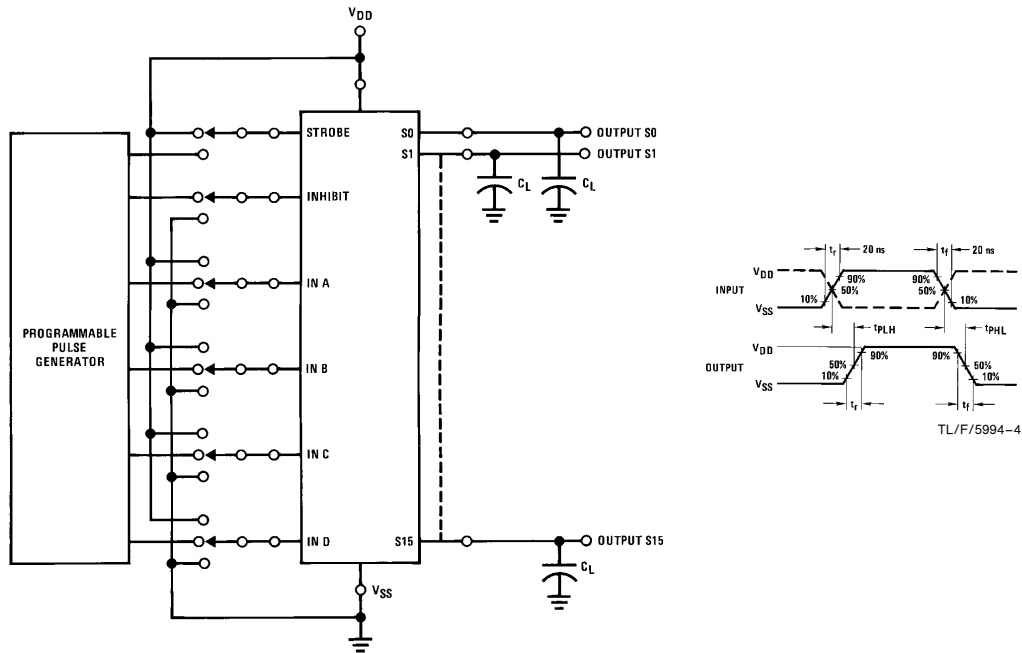 VDD
STROBE
INHIBIT
IN A
IN B
IN C
IN D
PROGRAMMABLE
PULSE
GENERATOR
S0
S1
S15
OUTPUT S0
OUTPUT S1
CL
CL
OUTPUT S15
CL
VSS
tr
20 ns
tf
20 ns
VDD
INPUT
VSS
10%
50%
90%
90%
50%
10%
tPLH
tPHL
VDD
OUTPUT
VSS
50%
10%
90%
90%
50%
10%
tr
tf
TL/F/5994–4